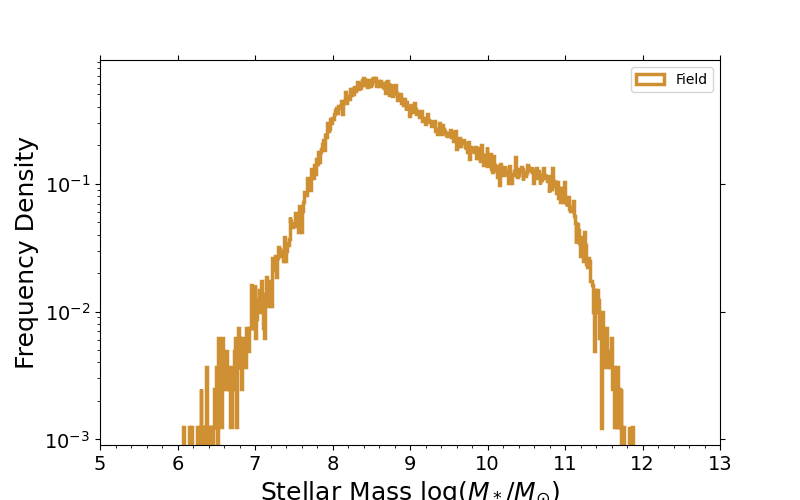 Field
Frequency Density
10⁻¹
10⁻²
10⁻³
5 6 7 8 9 10 11 12 13
Stellar Mass log(M*/M⊙)